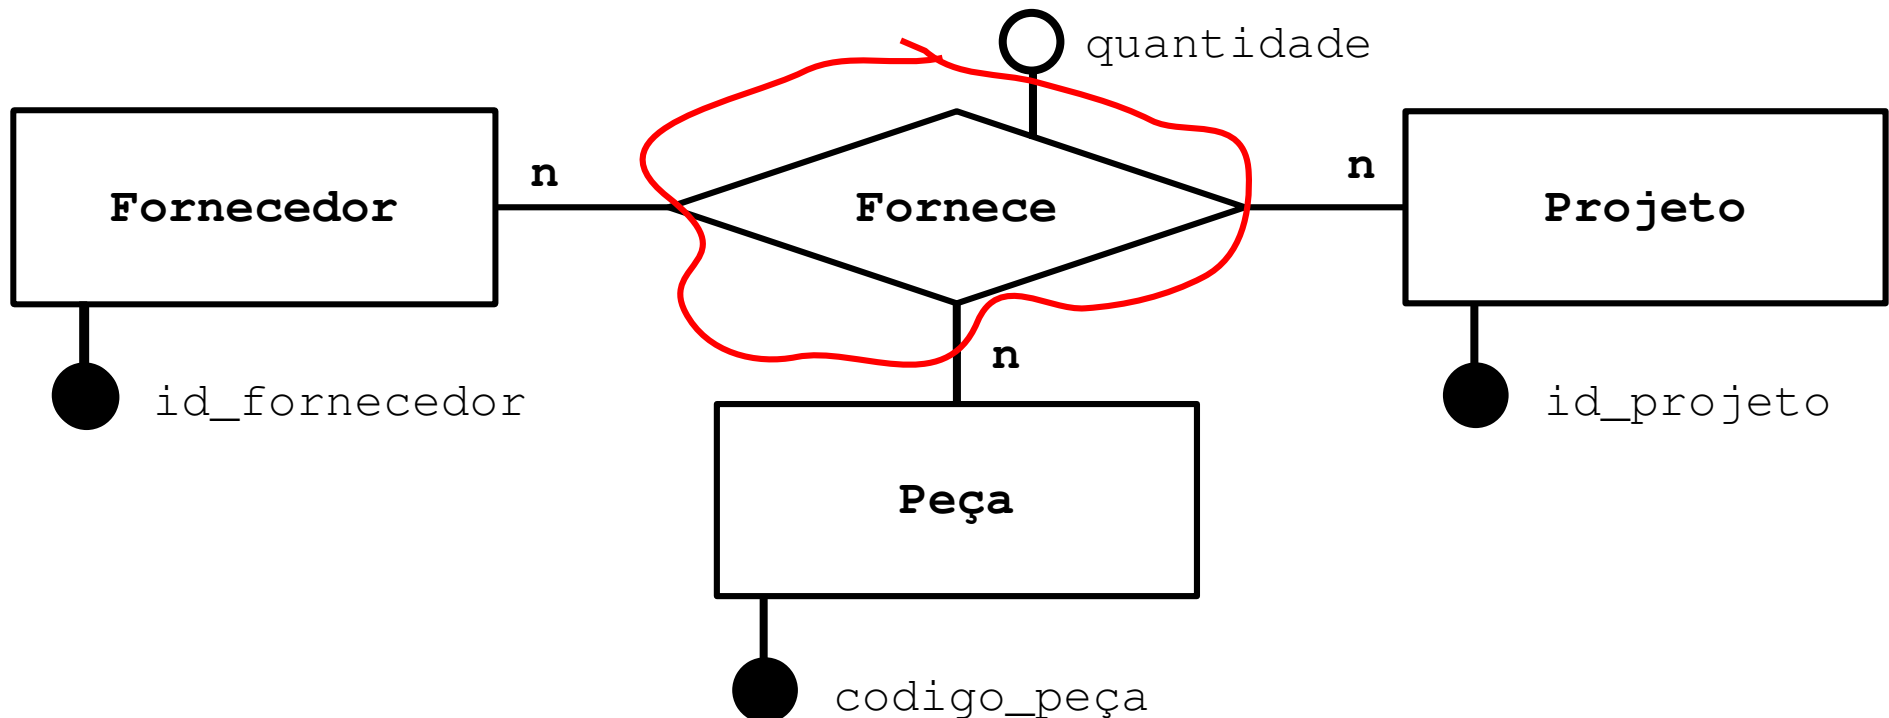 quantidade
n
n
Fornecedor
Fornece
Projeto
n
id_fornecedor
id_projeto
Peça
codigo_peça